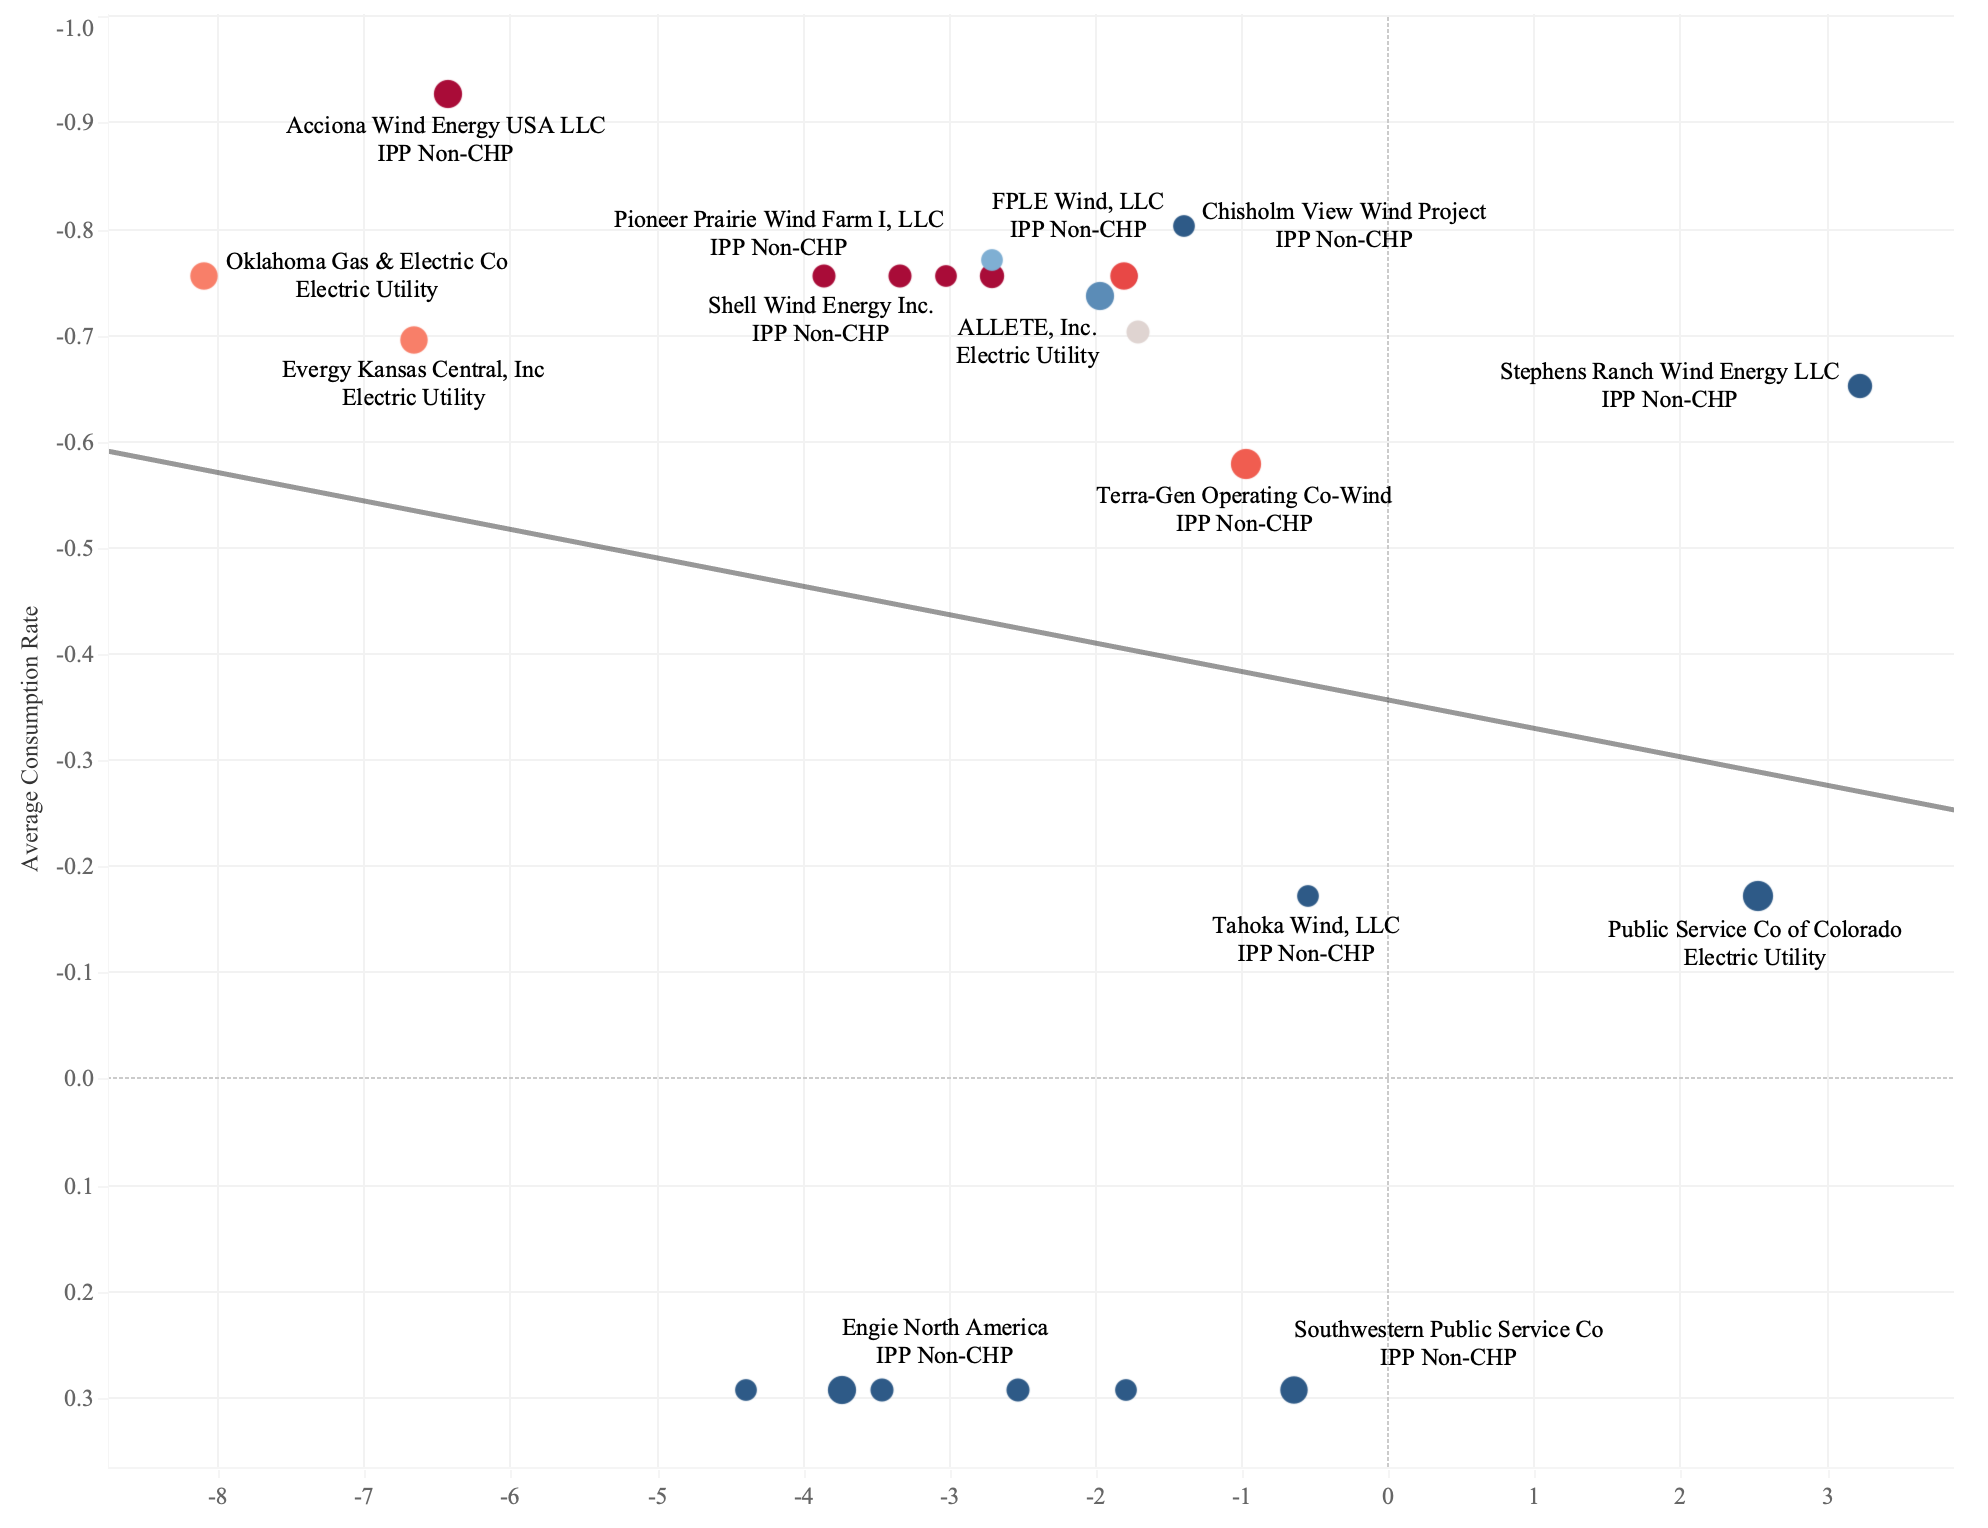 -1.0
-0.9
Acciona Wind Energy USA LLC
IPP Non-CHP
-0.8
Pioneer Prairie Wind Farm I, LLC
IPP Non-CHP
FPLE Wind, LLC
IPP Non-CHP
Chisholm View Wind Project
IPP Non-CHP
Oklahoma Gas & Electric Co
Electric Utility
Shell Wind Energy Inc.
IPP Non-CHP
ALLETE, Inc.
Electric Utility
-0.7
Evergy Kansas Central, Inc
Electric Utility
Stephens Ranch Wind Energy LLC
IPP Non-CHP
-0.6
Terra-Gen Operating Co-Wind
IPP Non-CHP
-0.5
-0.4
Average Consumption Rate
-0.3
-0.2
Tahoka Wind, LLC
IPP Non-CHP
Public Service Co of Colorado
Electric Utility
-0.1
0.0
0.1
0.2
Engie North America
IPP Non-CHP
Southwestern Public Service Co
IPP Non-CHP
0.3
-8 -7 -6 -5 -4 -3 -2 -1 0 1 2 3